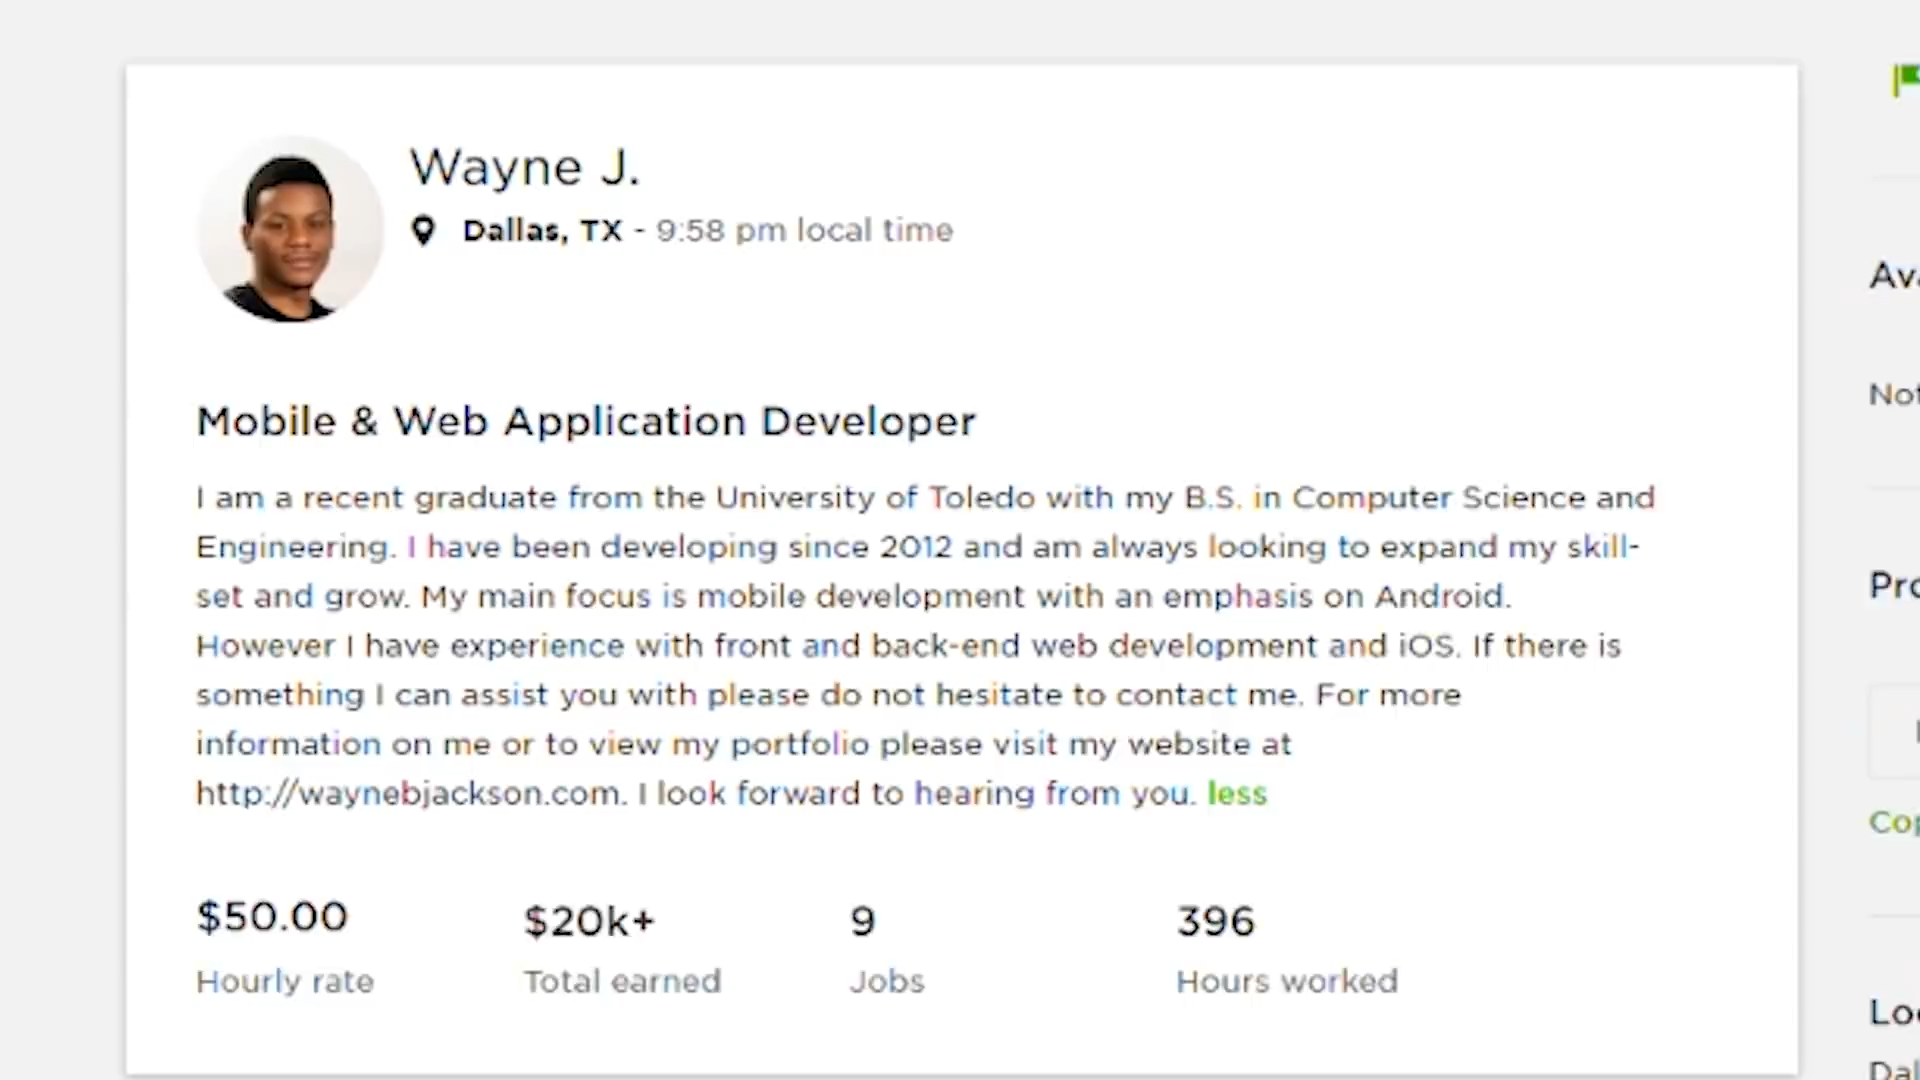 Wayne J.
Dallas, TX - 9:58 pm local time
Mobile & Web Application Developer
I am a recent graduate from the University of Toledo with my B.S. in Computer Science and
Engineering. I have been developing since 2012 and am always looking to expand my skill-
set and grow. My main focus is mobile development with an emphasis on Android.
However I have experience with front and back-end web development and iOS. If there is
something I can assist you with please do not hesitate to contact me. For more
information on me or to view my portfolio please visit my website at
http://waynebjackson.com. I look forward to hearing from you. less
$50.00 $20k+ 9 396
Hourly rate Total earned Jobs Hours worked